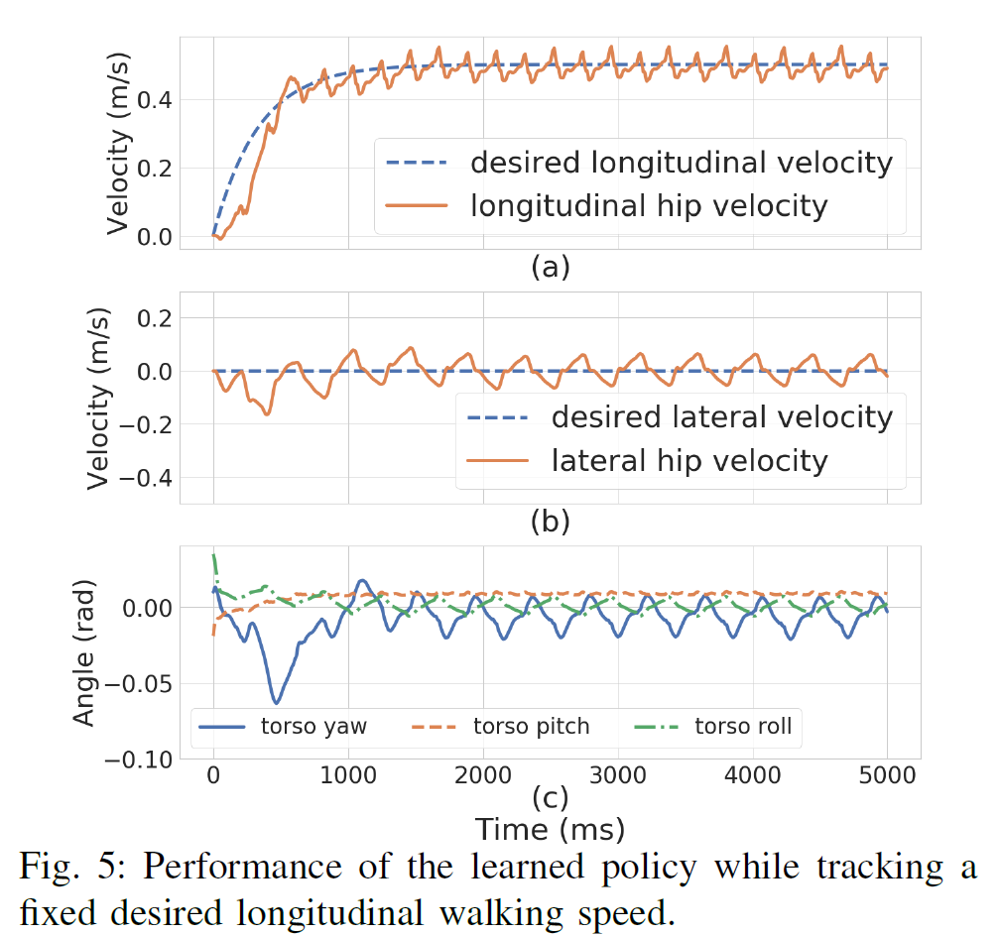 Velocity (m/s)
0.4
0.2
0.0
desired longitudinal velocity
longitudinal hip velocity
(a)
Velocity (m/s)
0.2
0.0
−0.2
−0.4
desired lateral velocity
lateral hip velocity
(b)
Angle (rad)
0.00
−0.05
−0.10
torso yaw torso pitch torso roll
0 1000 2000 3000 4000 5000
(c)
Time (ms)
Fig. 5: Performance of the learned policy while tracking a
fixed desired longitudinal walking speed.